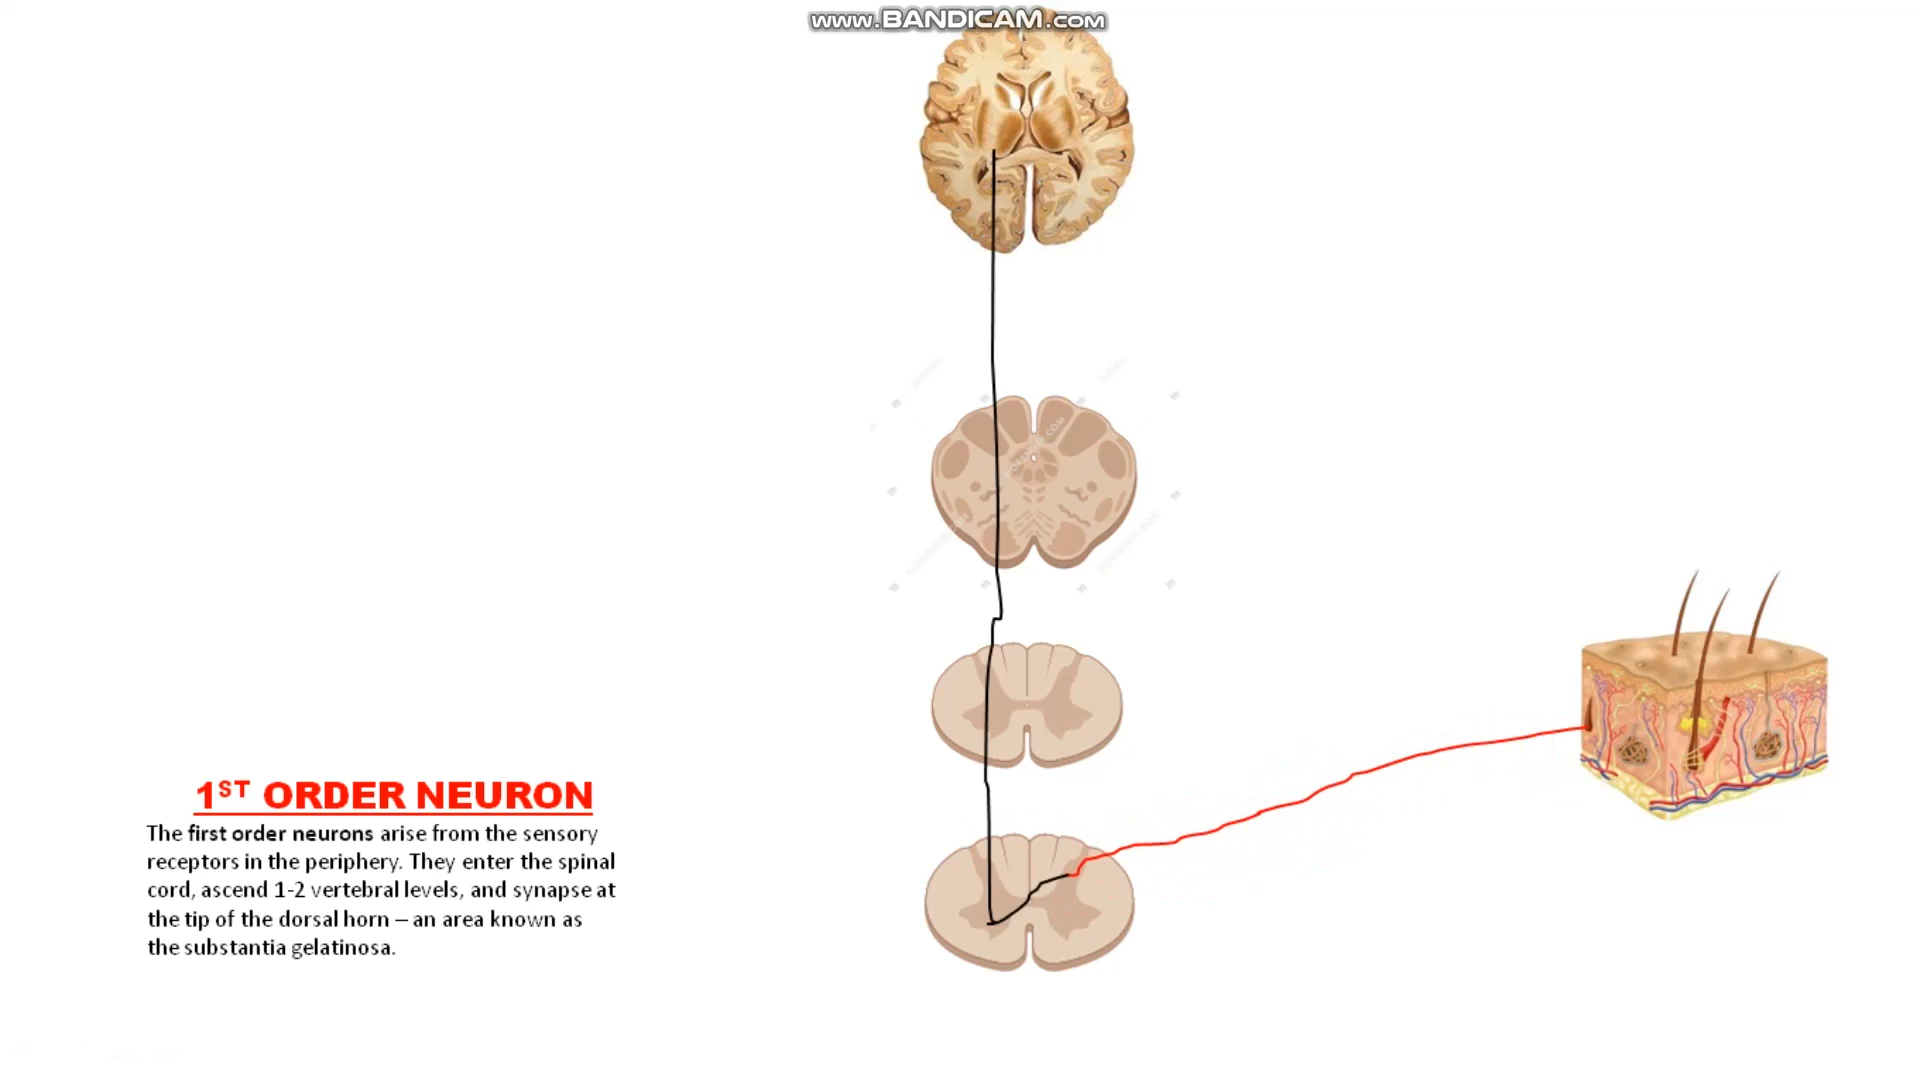 www.BANDICAM.com
1ST ORDER NEURON
The first order neurons arise from the sensory
receptors in the periphery. They enter the spinal
cord, ascend 1-2 vertebral levels, and synapse at
the tip of the dorsal horn – an area known as
the substantia gelatinosa.